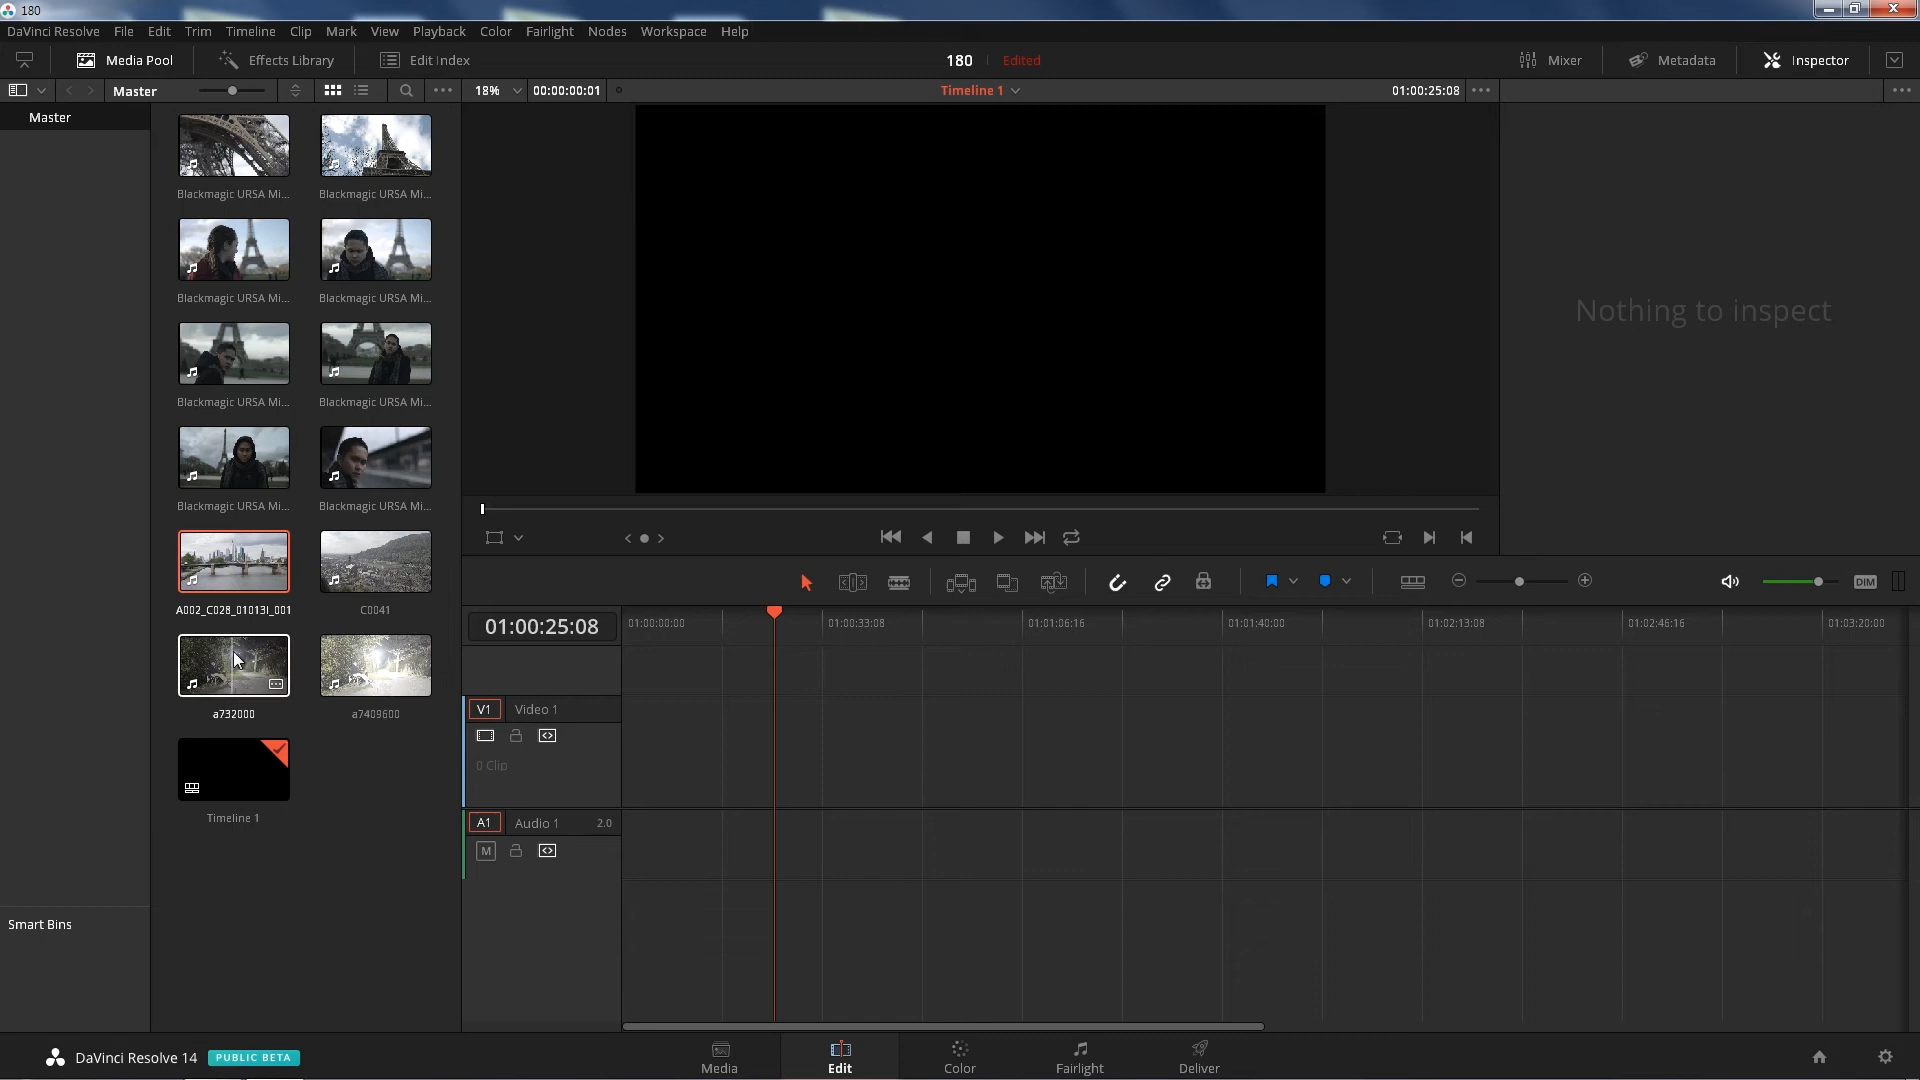 180
DaVinci Resolve File Edit Trim Timeline Clip Mark View Playback Color Fairlight Nodes Workspace Help
Media Pool Effects Library Edit Index 180 Edited Mixer Metadata Inspector
Master 18% 00:00:00:01 Timeline 1 01:00:25:08
Master
Blackmagic URSA Mi... Blackmagic URSA Mi...
Blackmagic URSA Mi... Blackmagic URSA Mi...
Nothing to inspect
Blackmagic URSA Mi... Blackmagic URSA Mi...
Blackmagic URSA Mi... Blackmagic URSA Mi...
DIM
A002_C028_01013I_001 C0041
01:00:25:08 01:00:00:00 01:00:33:08 01:01:06:16 01:01:40:00 01:02:13:08 01:02:46:16 01:03:20:00
a732000 a7409600
V1 Video 1
0 Clip
Timeline 1
A1 Audio 1 2.0
M
Smart Bins
DaVinci Resolve 14 PUBLIC BETA
Media Edit Color Fairlight Deliver